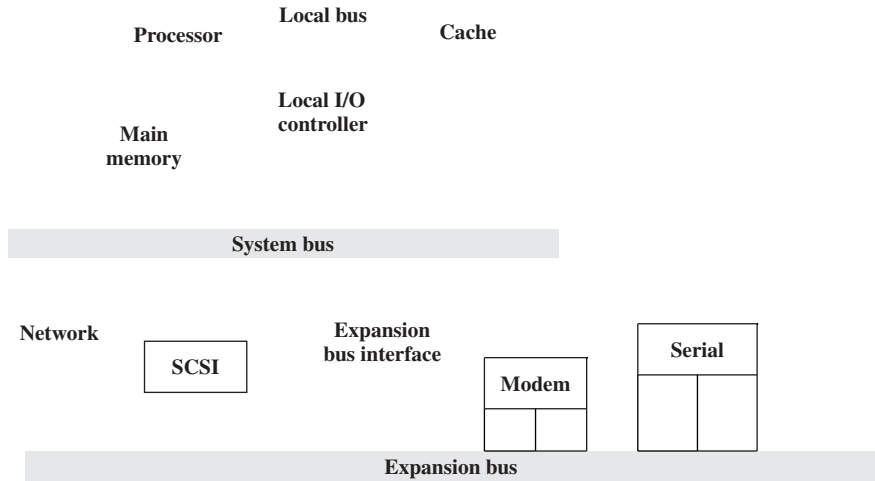 Local bus
Processor
Cache
Local I/O
controller
Main
memory
System bus
Network
SCSI
Expansion
bus interface
Modem
Serial
Expansion bus